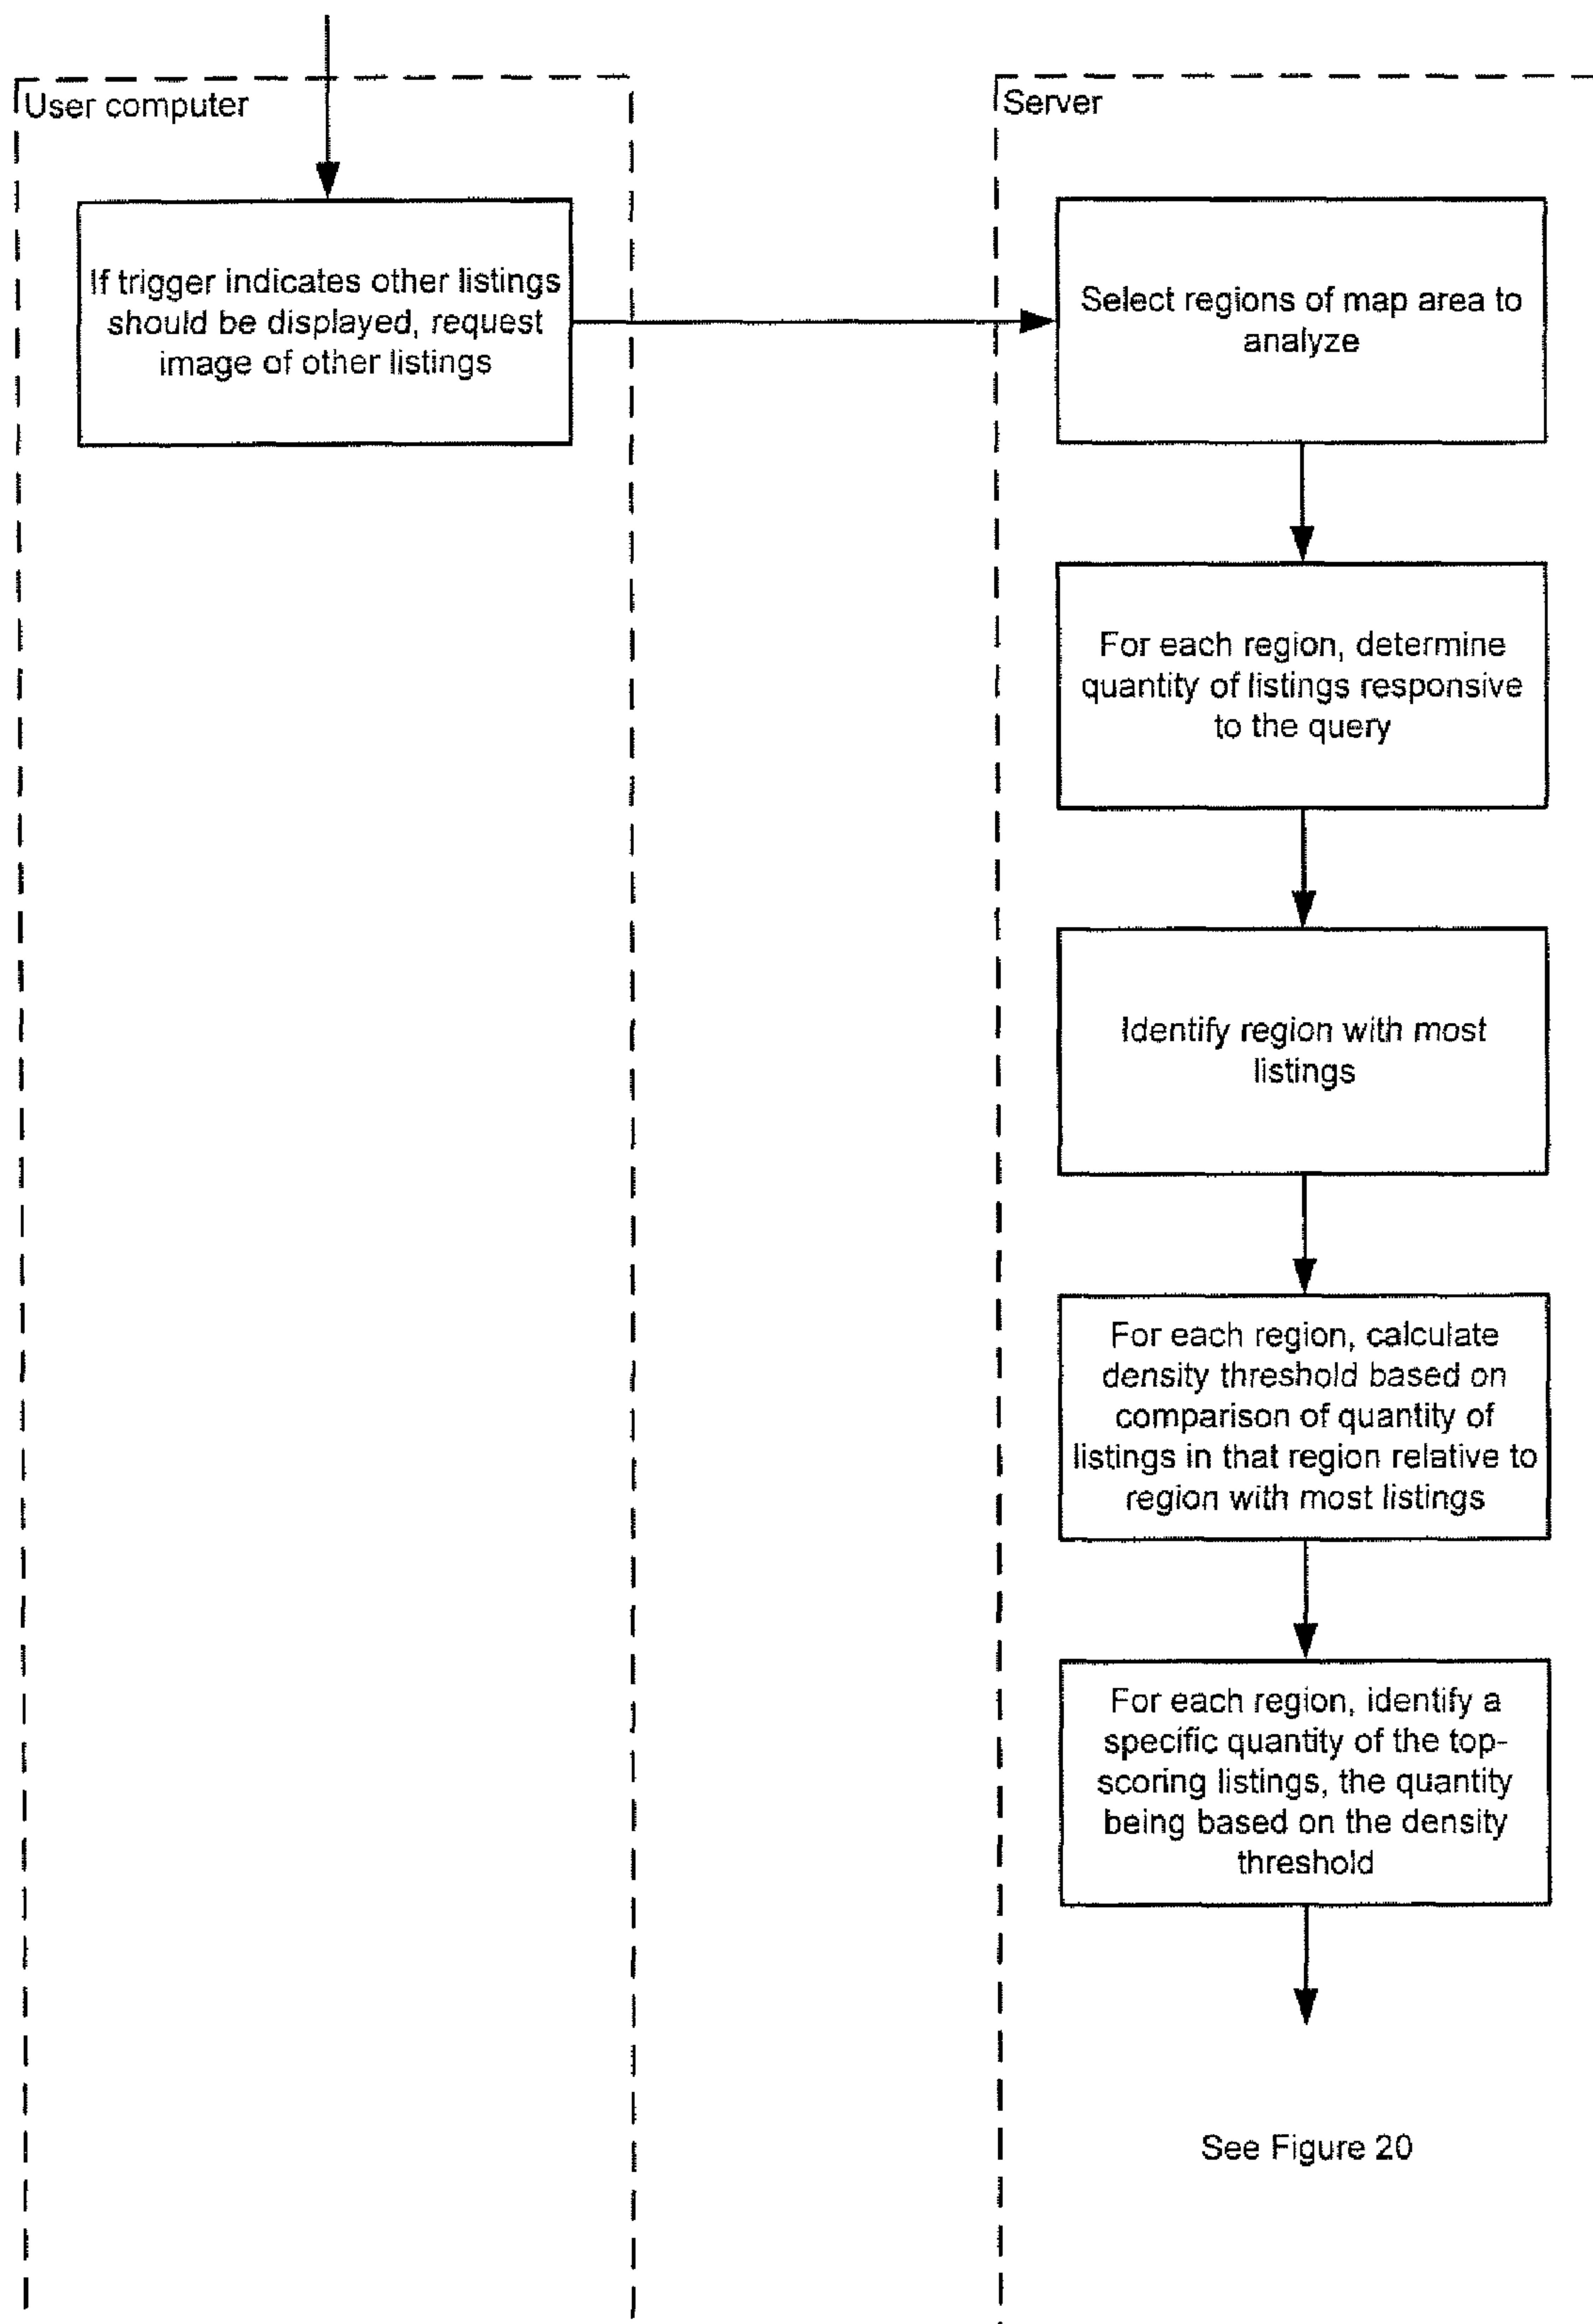 User computer
Server
If trigger indicates other listings
should be displayed, request
image of other listings
Select regions of map area to
analyze
For each region, determine
quantity of listings responsive
to the query
Identify region with most
listings
For each region, calculate
density threshold based on
comparison of quantity of
listings in that region relative to
region with most listings
For each region, identify a
specific quantity of the top-
scoring listings, the quantity
being based on the density
threshold
See Figure 20